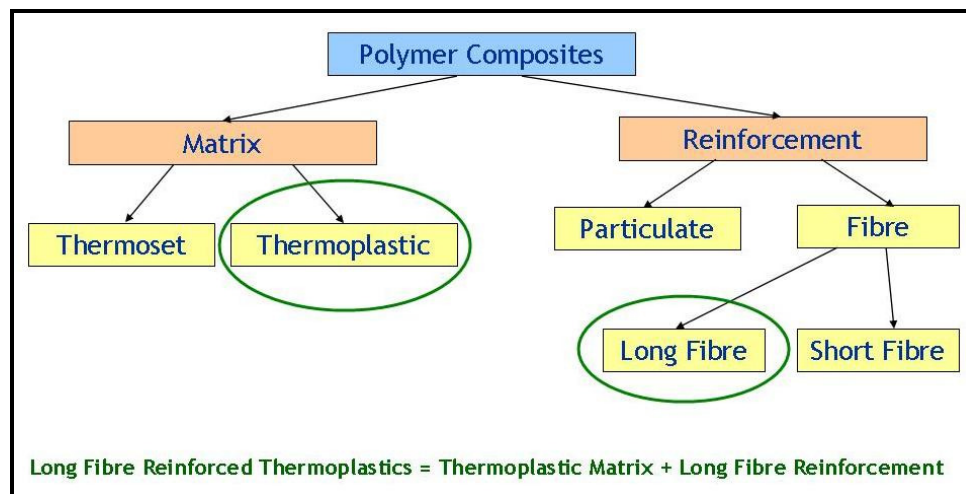 Polymer Composites
Matrix
Reinforcement
Thermoset
Thermoplastic
Particulate
Fibre
Long Fibre
Short Fibre
Long Fibre Reinforced Thermoplastics = Thermoplastic Matrix + Long Fibre Reinforcement